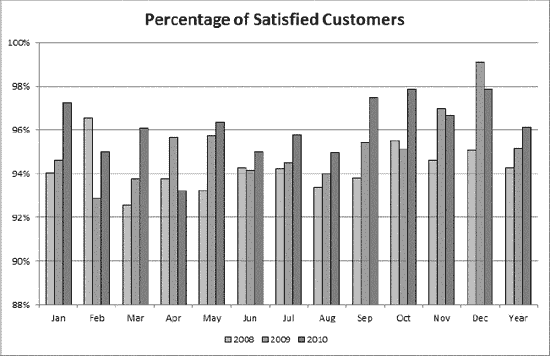 Percentage of Satisfied Customers
100%
98%
96%
94%
92%
90%
88%
Jan Feb Mar Apr May Jun Jul Aug Sep Oct Nov Dec Year
2008 2009 2010